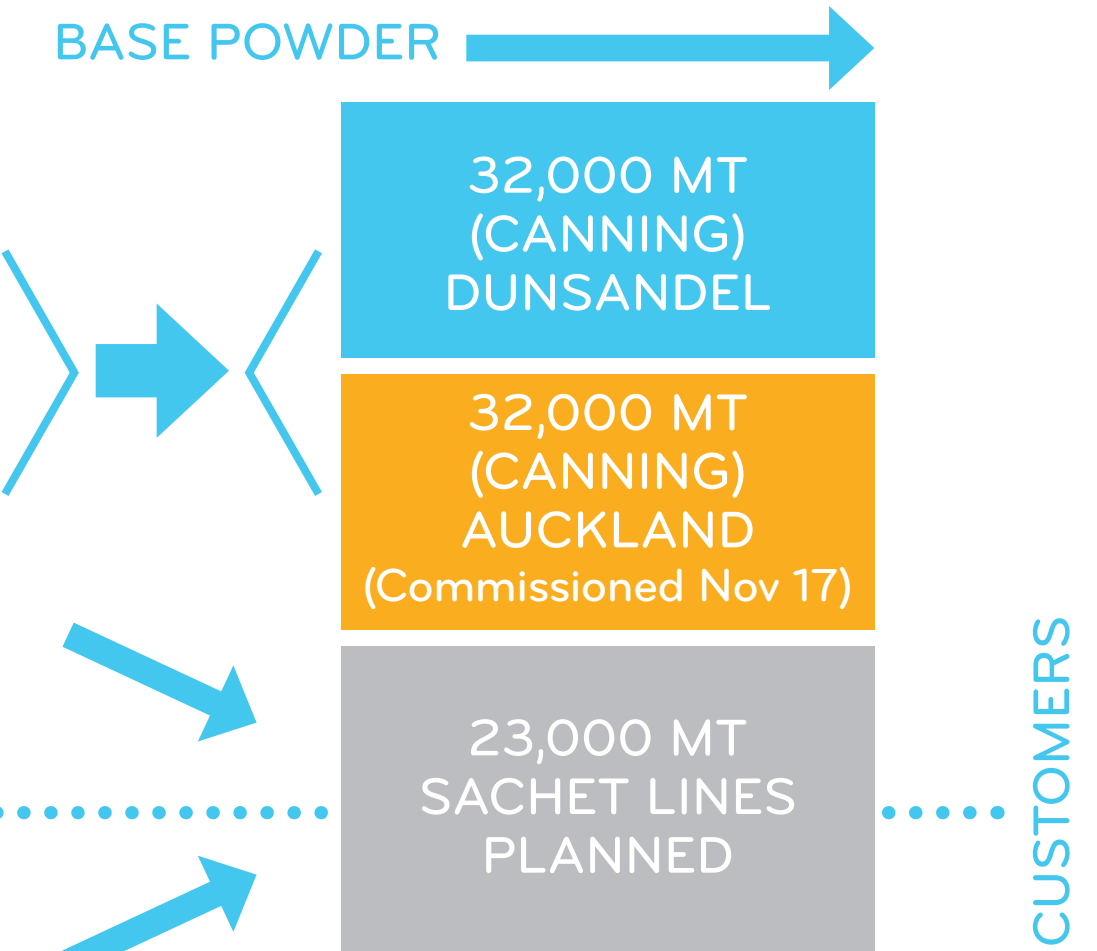 BASE POWDER
32,000 MT
(CANNING)
DUNSANDEL
32,000 MT
(CANNING)
AUCKLAND
(Commissioned Nov 17)
23,000 MT
SACHET LINES
PLANNED
CUSTOMERS